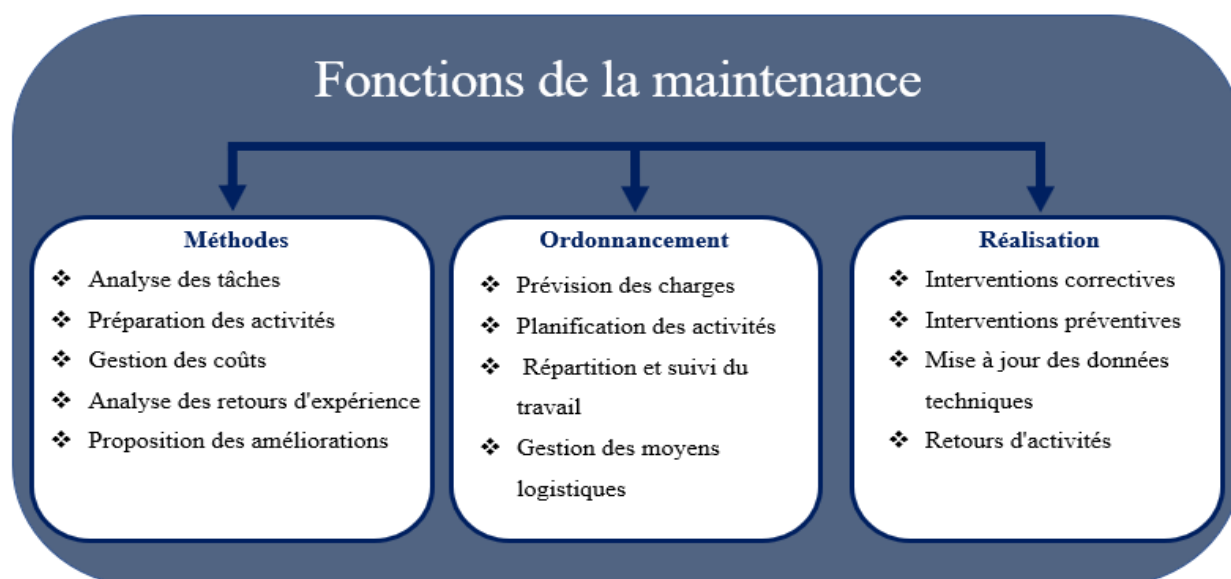 Fonctions de la maintenance
Méthodes
❖ Analyse des tâches
❖ Préparation des activités
❖ Gestion des coûts
❖ Analyse des retours d'expérience
❖ Proposition des améliorations
Ordonnancement
❖ Prévision des charges
❖ Planification des activités
❖ Répartition et suivi du
travail
❖ Gestion des moyens
logistiques
Réalisation
❖ Interventions correctives
❖ Interventions préventives
❖ Mise à jour des données
techniques
❖ Retours d'activités